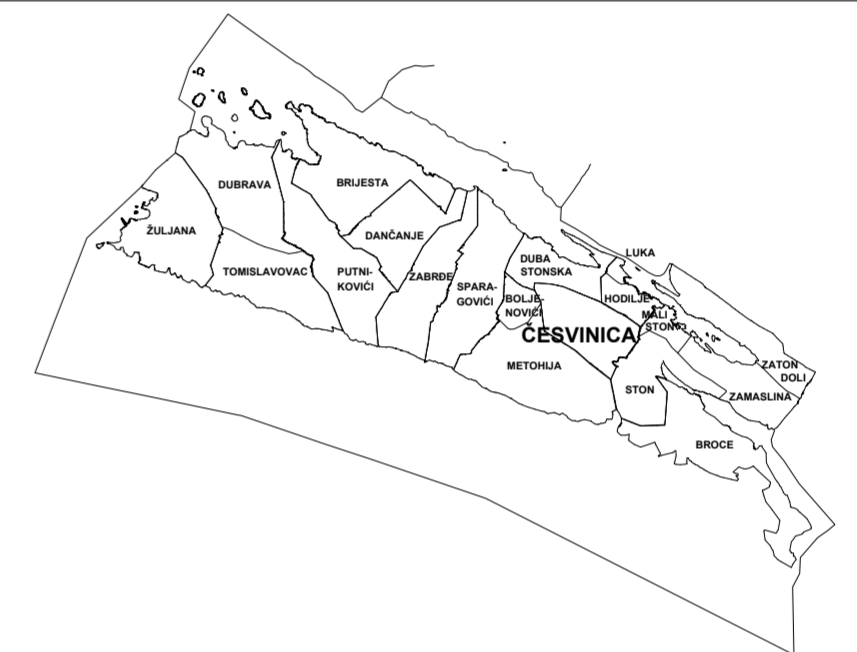 BRIJESTA
DUBRAVA
ŽULJANA
DANČANJE
LUKA
DUBA
STONSKA
TOMISLAVOVAC
PUTNI-
KOVIĆI
ZABRĐE
SPARA-
GOVIĆI
BOLJE-
NOVIĆI
HODILJE
MALI
STON
ČESVINICA
METOHIJA
ZATON
DOLI
STON
ZAMASLINA
BROCE